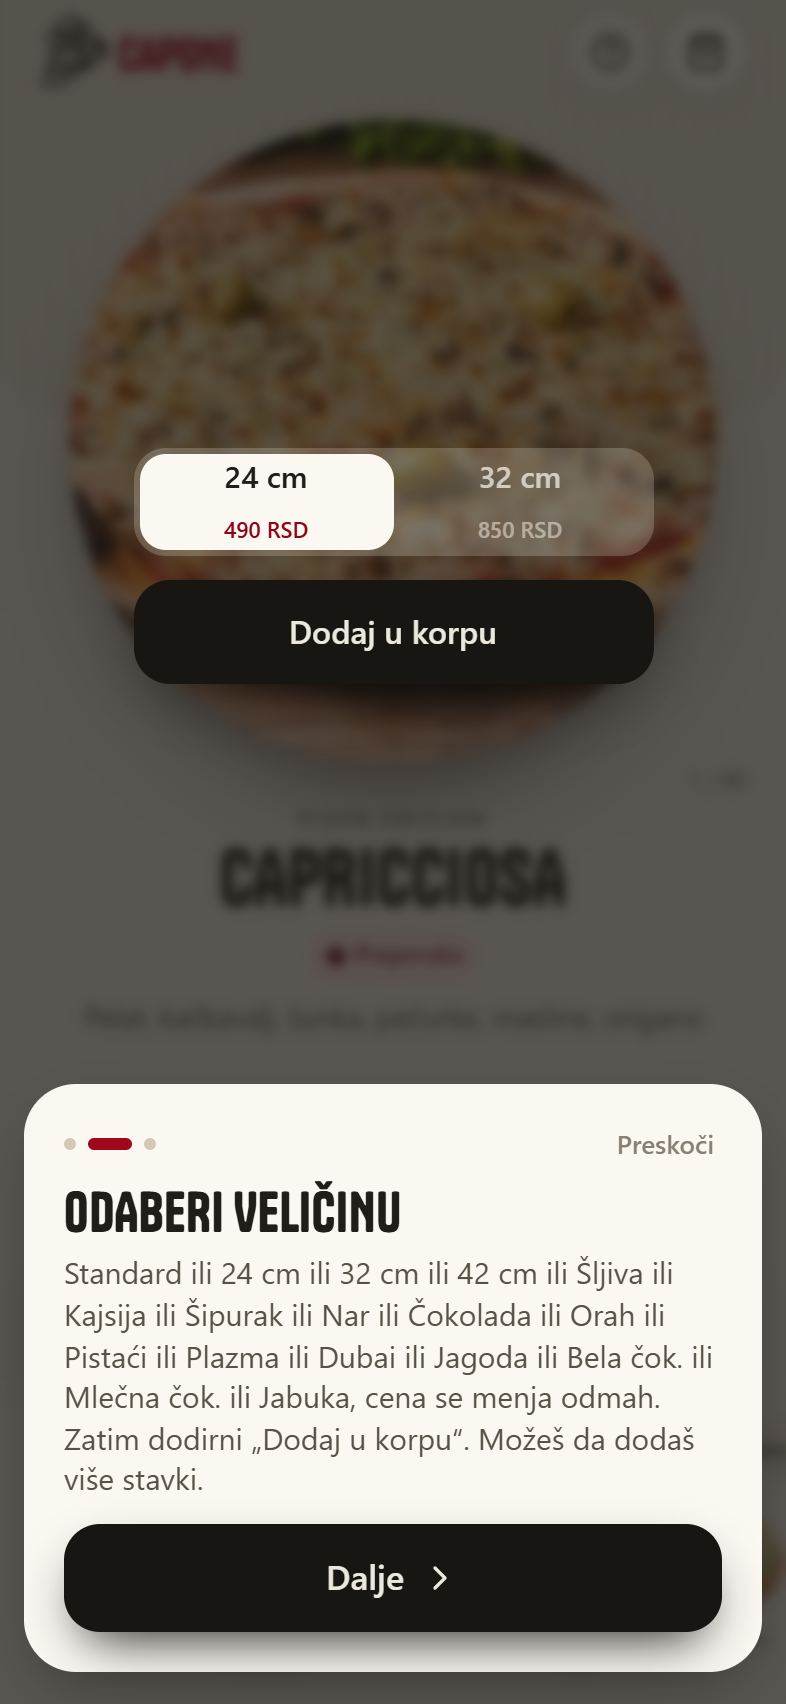 CAPONE
24 cm
32 cm
490 RSD
850 RSD
Dodaj u korpu
CAPRICCIOSA
Preskoči
ODABERI VELIČINU
Standard ili 24 cm ili 32 cm ili 42 cm ili Šljiva ili
Kajsija ili Šipurak ili Nar ili Čokolada ili Orah ili
Pistaći ili Plazma ili Dubai ili Jagoda ili Bela čok. ili
Mlečna čok. ili Jabuka, cena se menja odmah.
Zatim dodirni „Dodaj u korpu“. Možeš da dodaš
više stavki.
Dalje